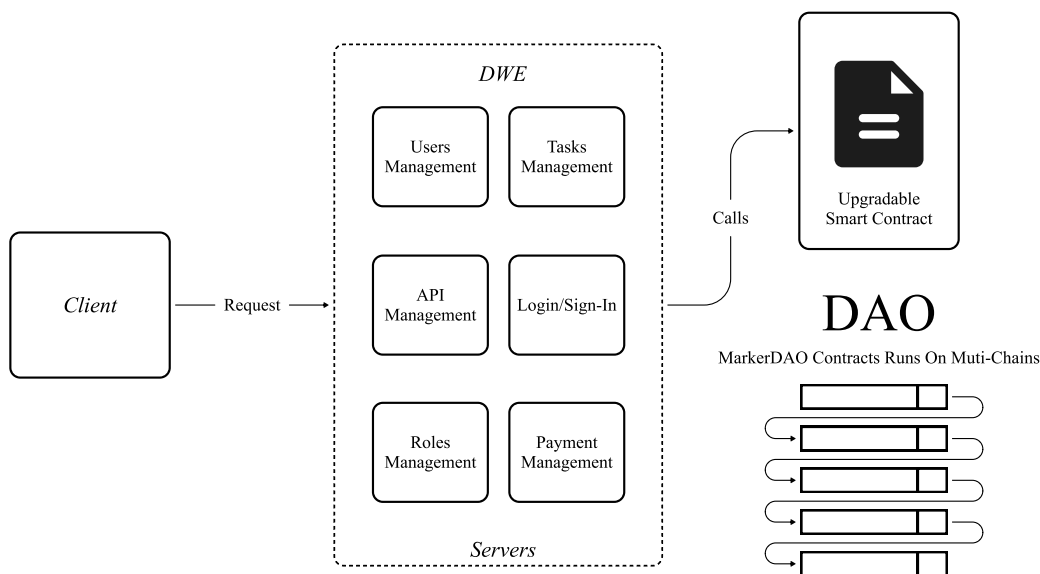 Client
Request
DWE
Users
Management
Tasks
Management
API
Management
Login/Sign-In
Roles
Management
Payment
Management
Servers
Calls
Upgradable
Smart Contract
DAO
MarkerDAO Contracts Runs On Muti-Chains